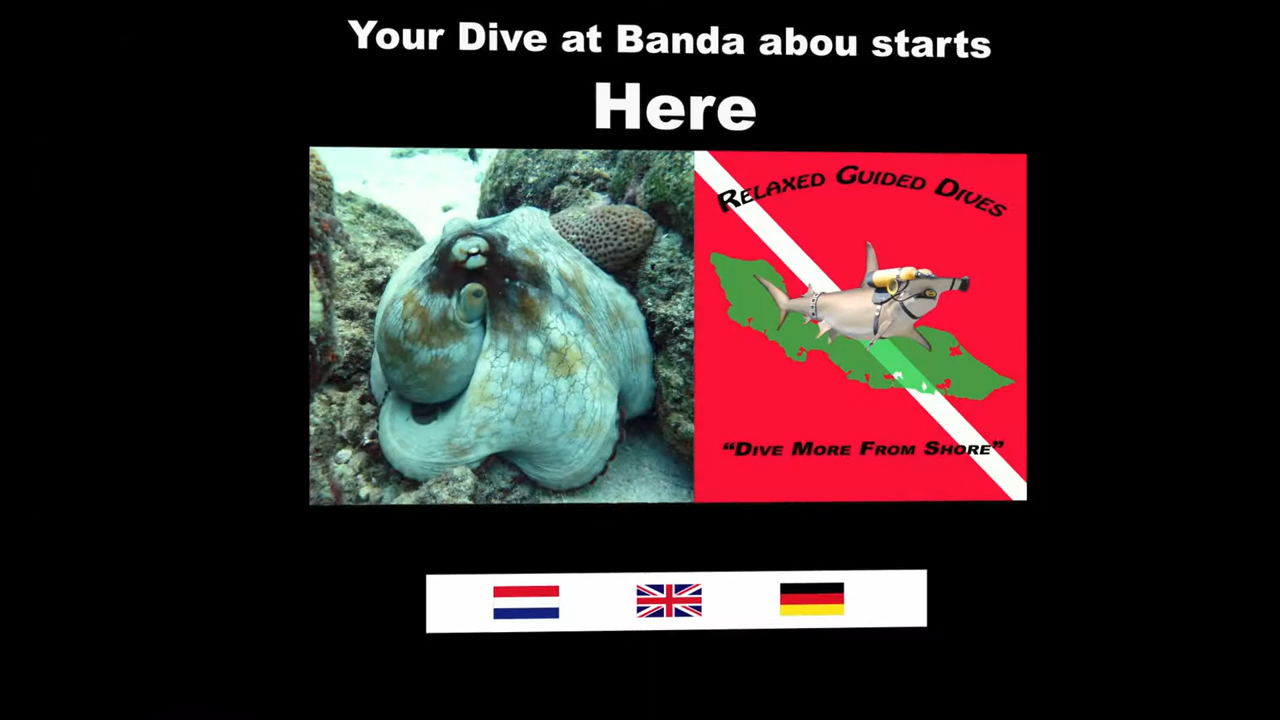 Your Dive at Banda abou starts
Here
RELAXED GUIDED DIVES
"DIVE MORE FROM SHORE"